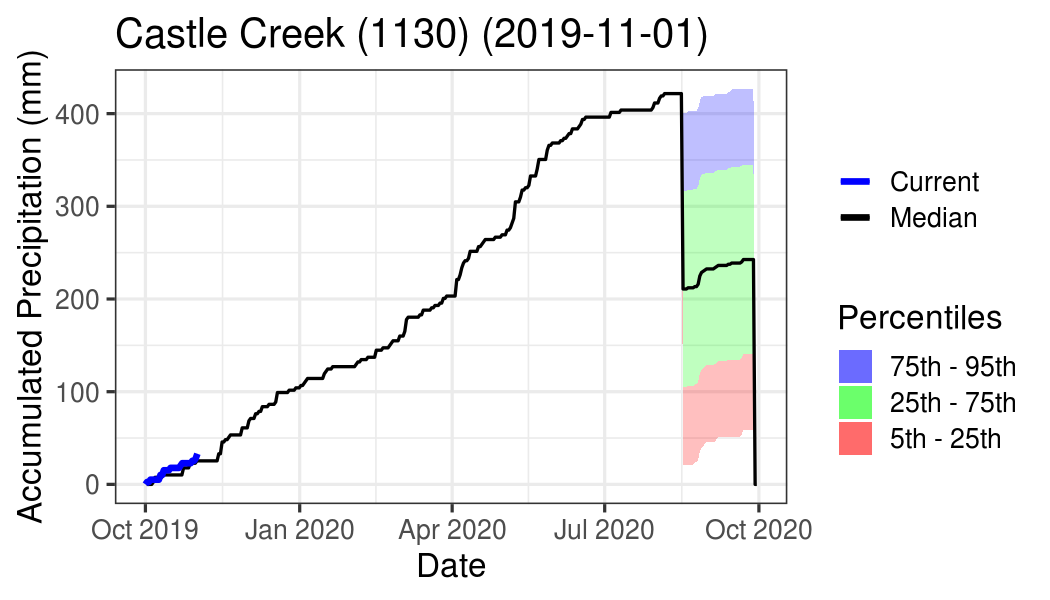 Castle Creek (1130) (2019-11-01)
Accumulated Precipitation (mm)
400
300
200
100
0
Oct 2019
Jan 2020
Apr 2020
Jul 2020
Oct 2020
Date
Current
Median
Percentiles
75th - 95th
25th - 75th
5th - 25th